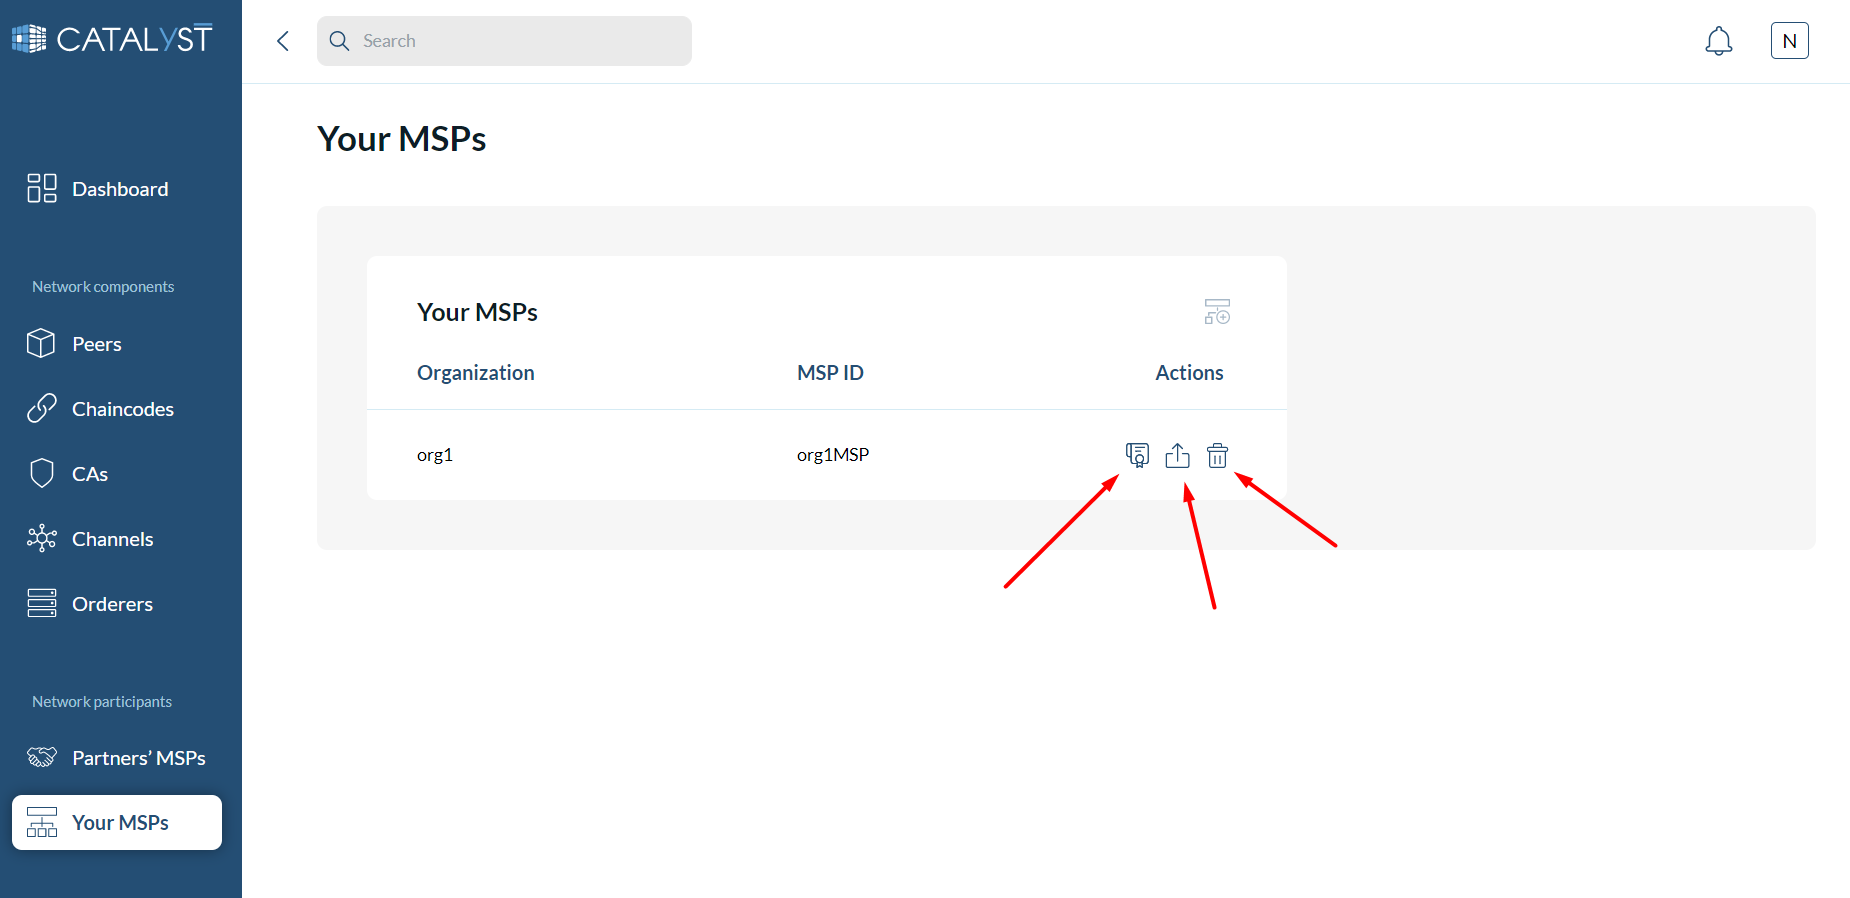 CATALYST
Search
N
Your MSPs
Dashboard
Network components
Peers
Chaincodes
CAs
Channels
Orderers
Network participants
Partners’ MSPs
Your MSPs
Your MSPs
Organization MSP ID Actions
org1 org1MSP